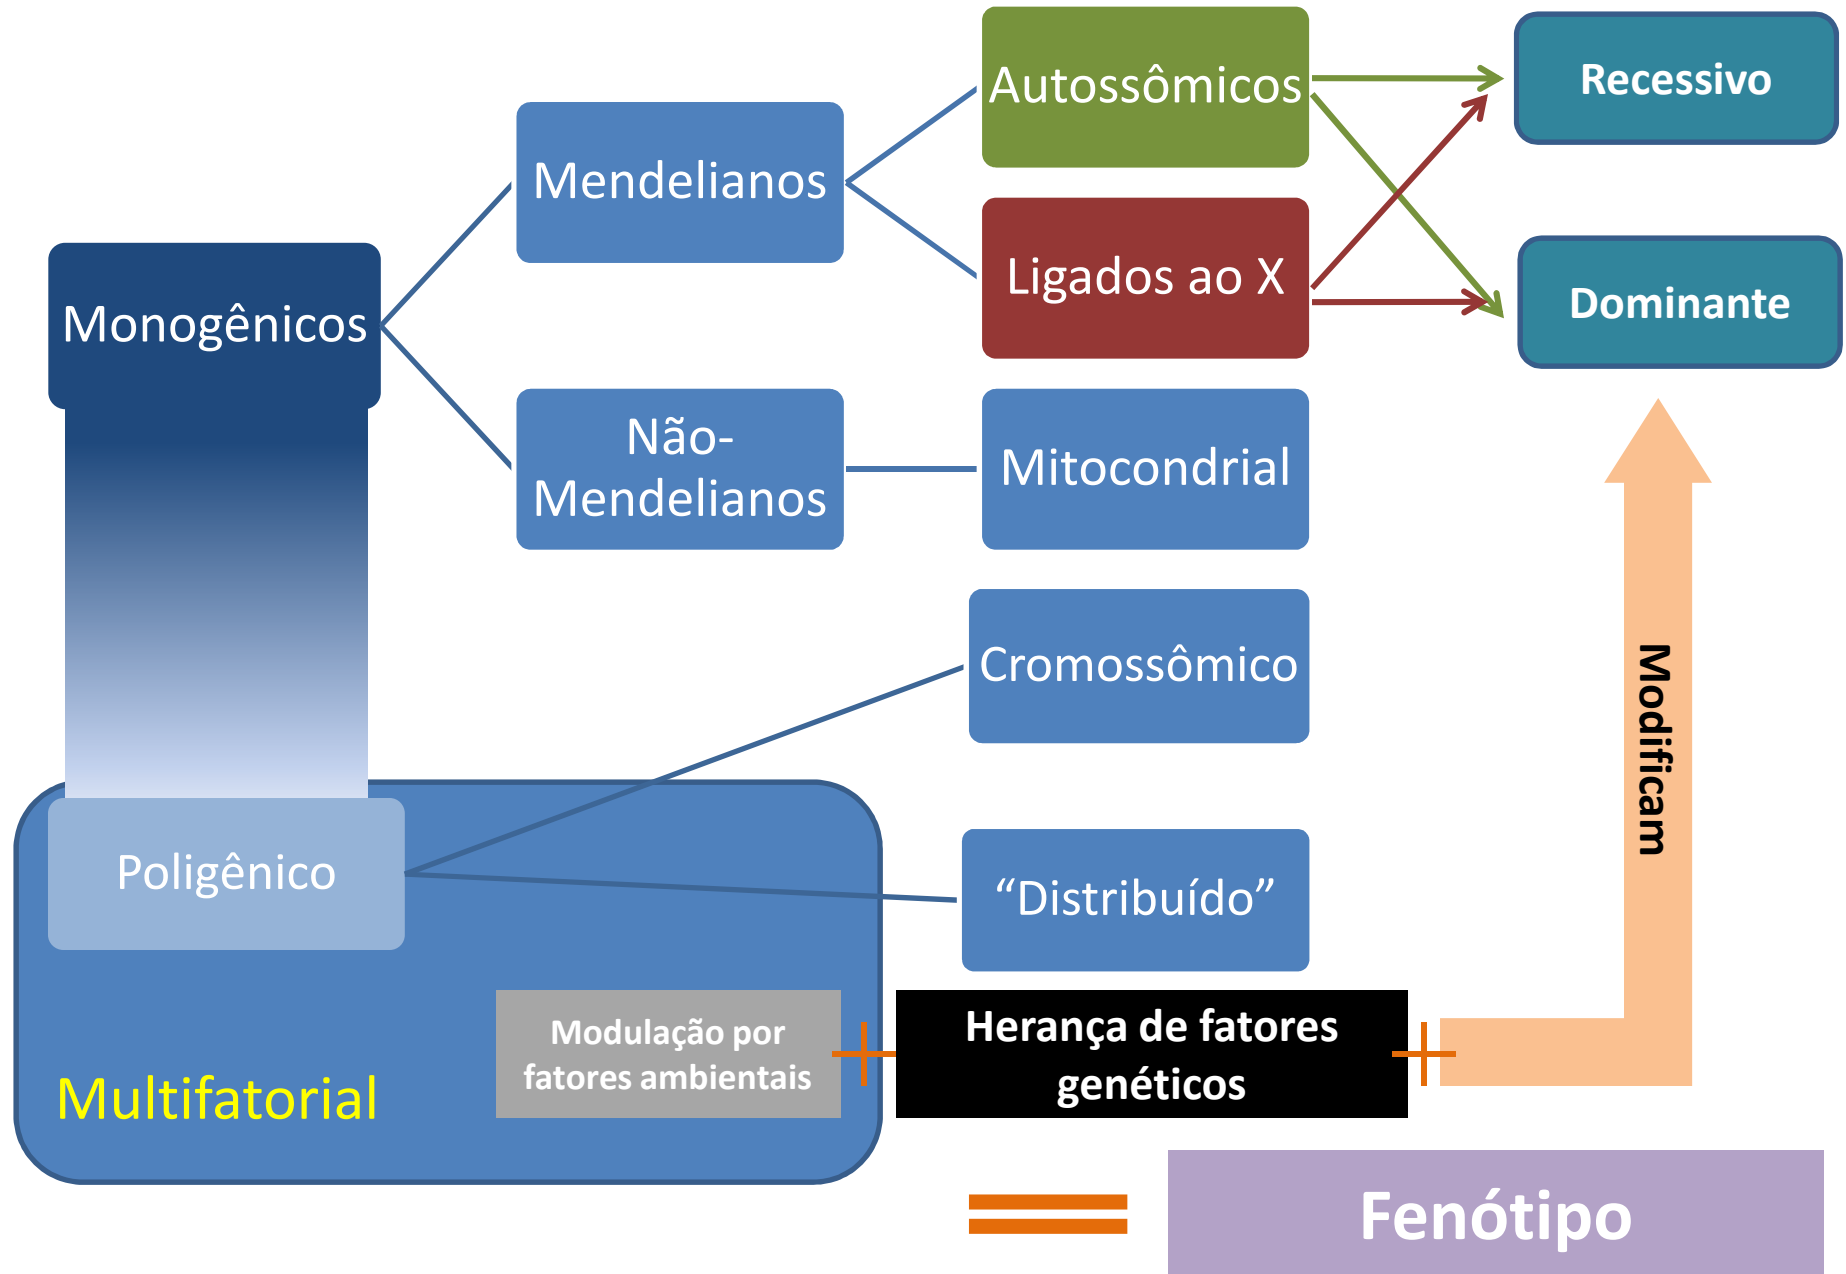 Autossômicos
Recessivo
Mendelianos
Ligados ao X
Dominante
Monogênicos
Não-
Mendelianos
Mitocondrial
Cromossômico
Modificam
Poligênico
“Distribuído”
Modulação por
fatores ambientais
Herança de fatores
genéticos
Multifatorial
Fenótipo